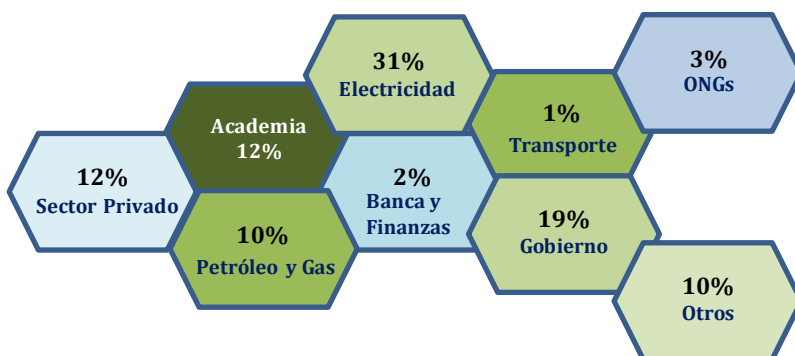 31%
Electricidad
3%
ONGs
Academia
12%
1%
Transporte
12%
Sector Privado
2%
Banca y
Finanzas
10%
Petróleo y Gas
19%
Gobierno
10%
Otros